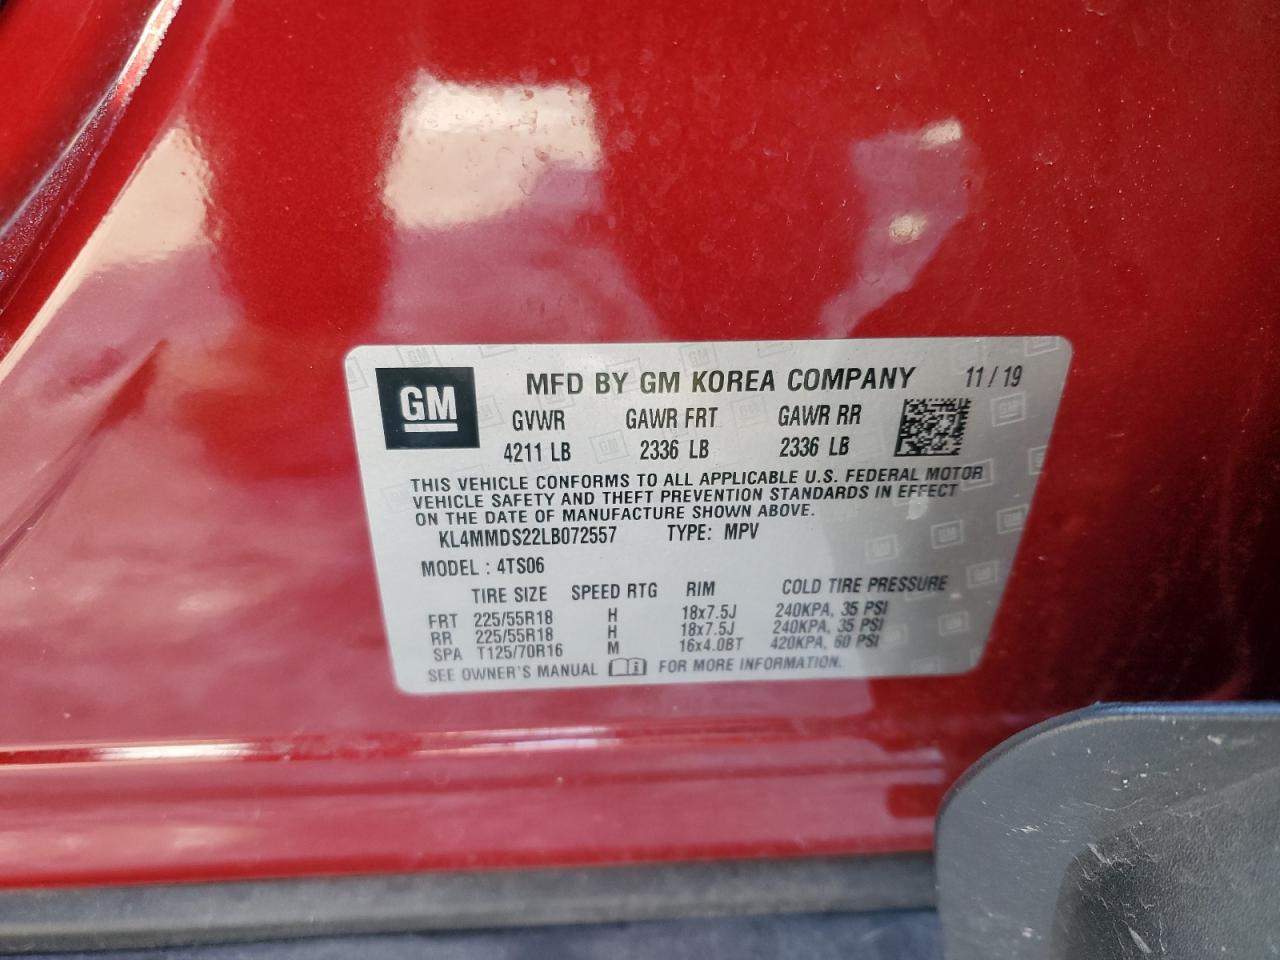 GM MFD BY GM KOREA COMPANY 11 / 19
GVWR GAWR FRT GAWR RR
4211 LB 2336 LB 2336 LB
THIS VEHICLE CONFORMS TO ALL APPLICABLE U.S. FEDERAL MOTOR
VEHICLE SAFETY AND THEFT PREVENTION STANDARDS IN EFFECT
ON THE DATE OF MANUFACTURE SHOWN ABOVE.
KL4MMDS22LB072557 TYPE: MPV
MODEL : 4TS06
TIRE SIZE SPEED RTG RIM COLD TIRE PRESSURE
FRT 225/55R18 H 18x7.5J 240KPA, 35 PSI
RR 225/55R18 H 18x7.5J 240KPA, 35 PSI
SPA T125/70R16 M 16x4.0BT 420KPA, 60 PSI
SEE OWNER'S MANUAL FOR MORE INFORMATION.